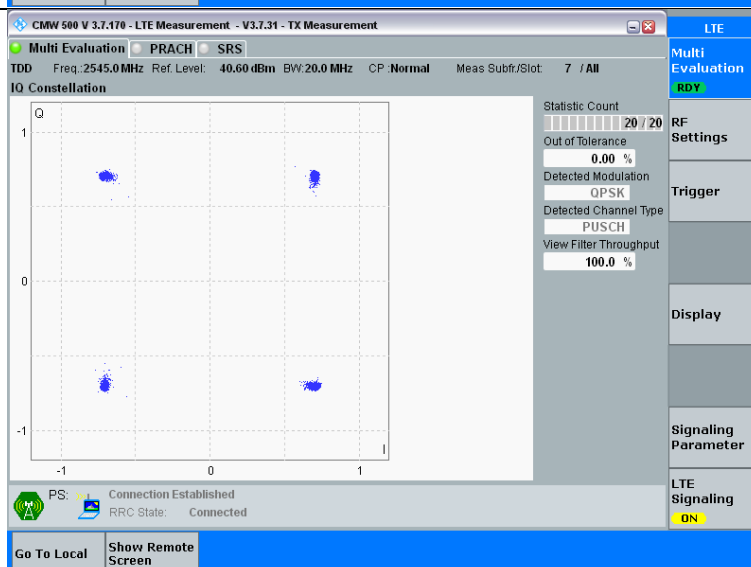 CMW 500 V 3.7.170 - LTE Measurement - V3.7.31 - TX Measurement
LTE
Multi Evaluation PRACH SRS
TDD Freq.:2545.0 MHz Ref. Level: 40.60 dBm BW:20.0 MHz CP :Normal Meas Subfr./Slot: 7 / All
IQ Constellation
Q
1
0
-1
I
-1 0 1
Statistic Count
20 / 20
Out of Tolerance
0.00 %
Detected Modulation
QPSK
Detected Channel Type
PUSCH
View Filter Throughput
100.0 %
Multi
Evaluation
RDY
RF
Settings
Trigger
Display
Signaling
Parameter
LTE
Signaling
ON
PS: Connection Established
RRC State: Connected
Go To Local
Show Remote
Screen